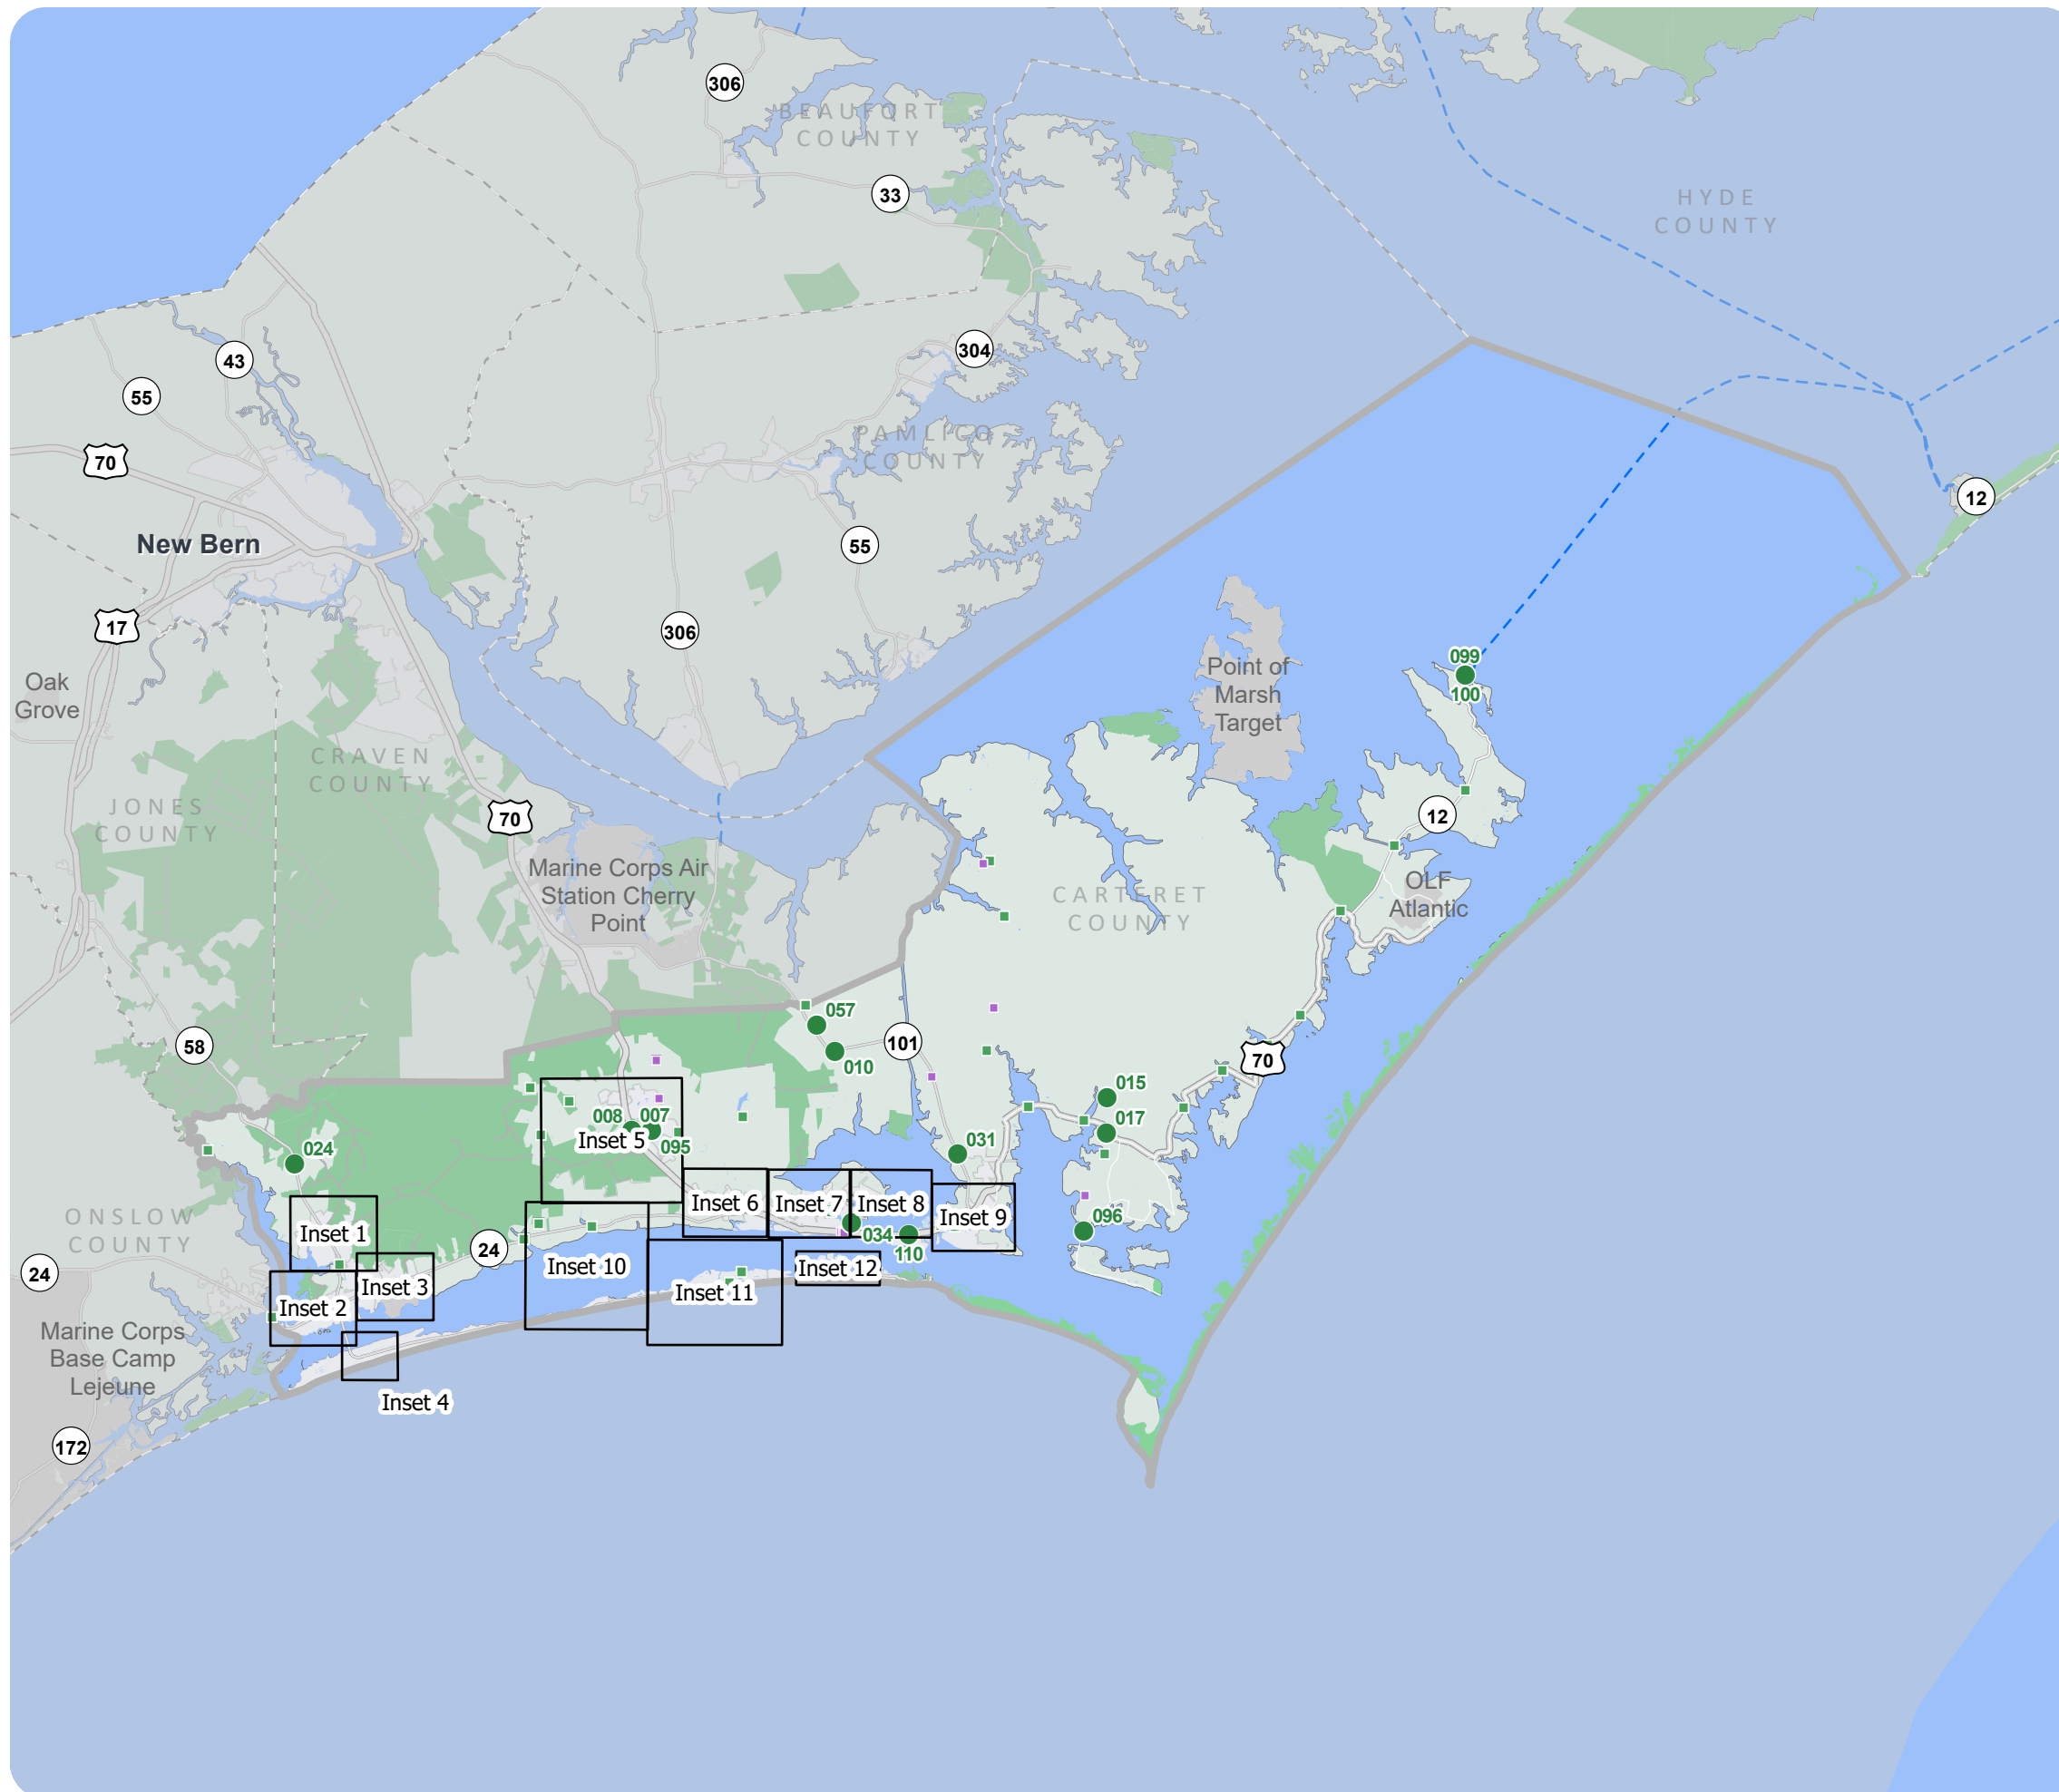 306
BEAUFORT
COUNTY
33
HYDE
COUNTY
43
304
55
PAMLICO
COUNTY
70
12
New Bern
55
17
306
Oak
Grove
Point of
Marsh
Target
099
100
CRAVEN
COUNTY
JONES
COUNTY
70
12
Marine Corps Air
Station Cherry
Point
CARTERET
COUNTY
OLF
Atlantic
057
58
101
010
70
015
008
007
017
Inset 5
095
024
031
Inset 6
Inset 7
Inset 8
Inset 9
ONSLOW
COUNTY
Inset 1
034
096
24
110
24
Inset 10
Inset 12
Inset 3
Inset 11
Inset 2
Marine Corps
Base Camp
Lejeune
Inset 4
172